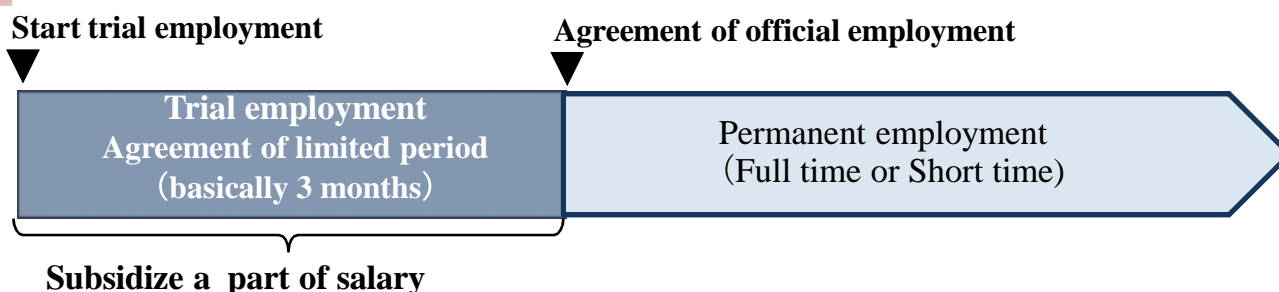 Start trial employment
Agreement of official employment
Trial employment
Agreement of limited period
（basically 3 months）
Permanent employment
（Full time or Short time)
Subsidize a part of salary